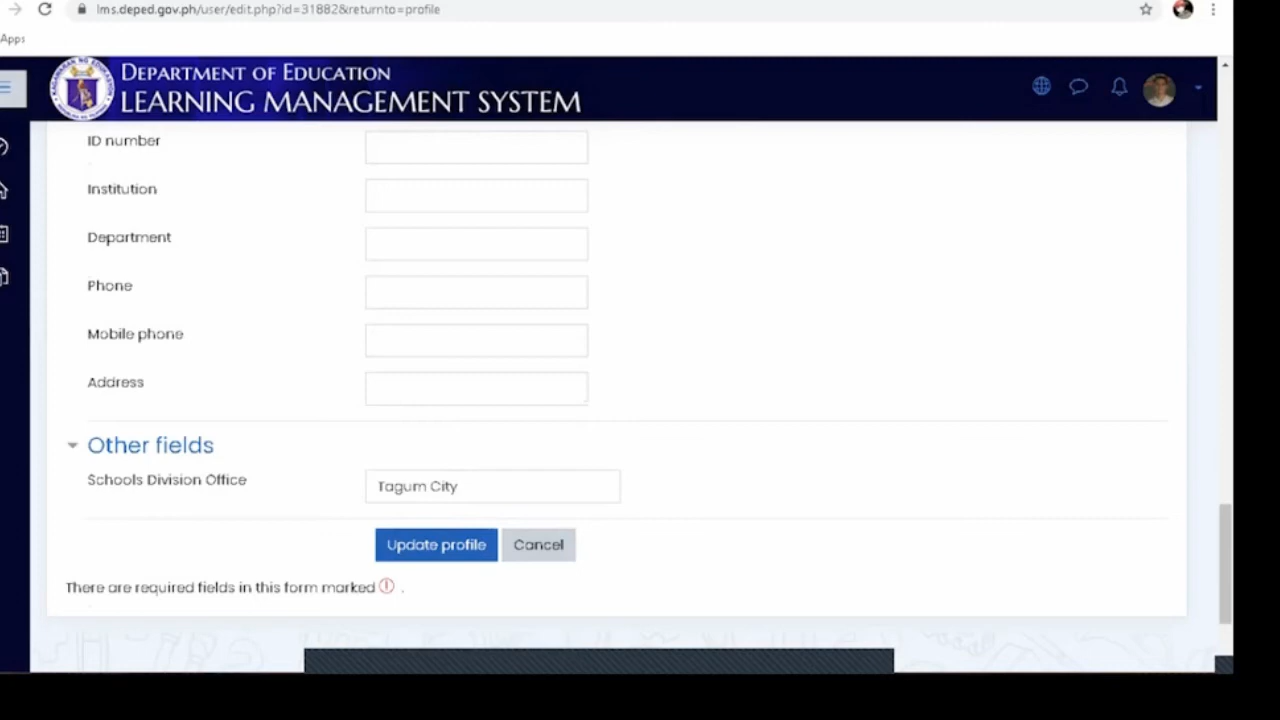 lms.deped.gov.ph/user/edit.php?id=31882&returnto=profile
Apps
DEPARTMENT OF EDUCATION
LEARNING MANAGEMENT SYSTEM
ID number
Institution
Department
Phone
Mobile phone
Address
Other fields
Schools Division Office
Tagum City
Update profile
Cancel
There are required fields in this form marked ! .